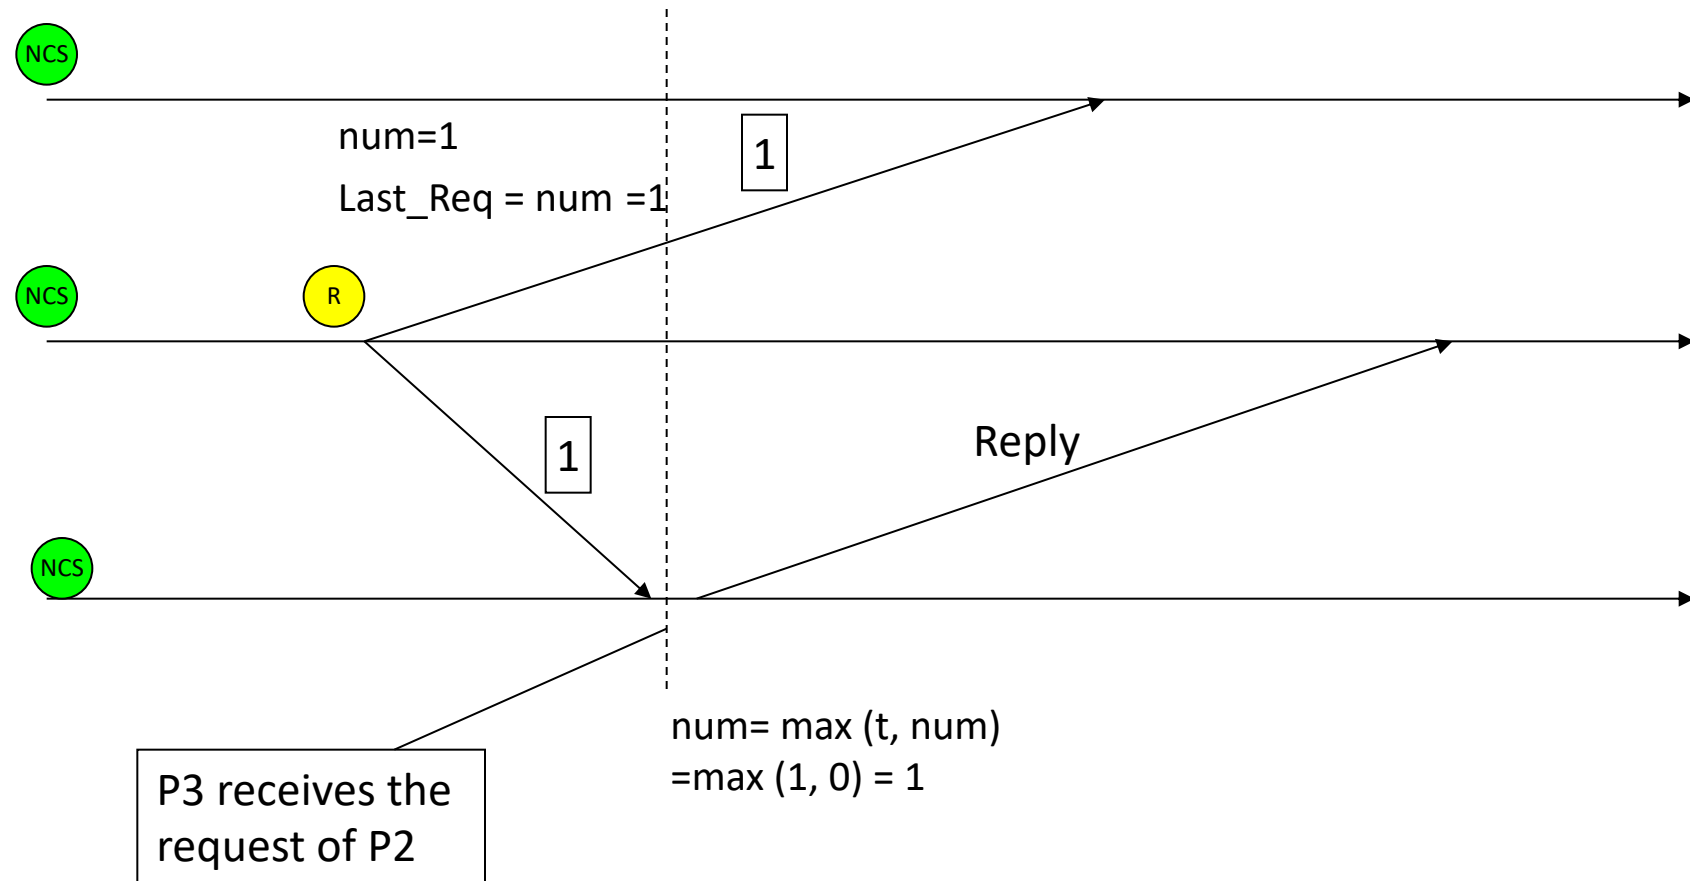 NCS
num=1
1
Last_Req = num =1
NCS
R
1
Reply
NCS
num= max (t, num)
=max (1, 0) = 1
P3 receives the
request of P2